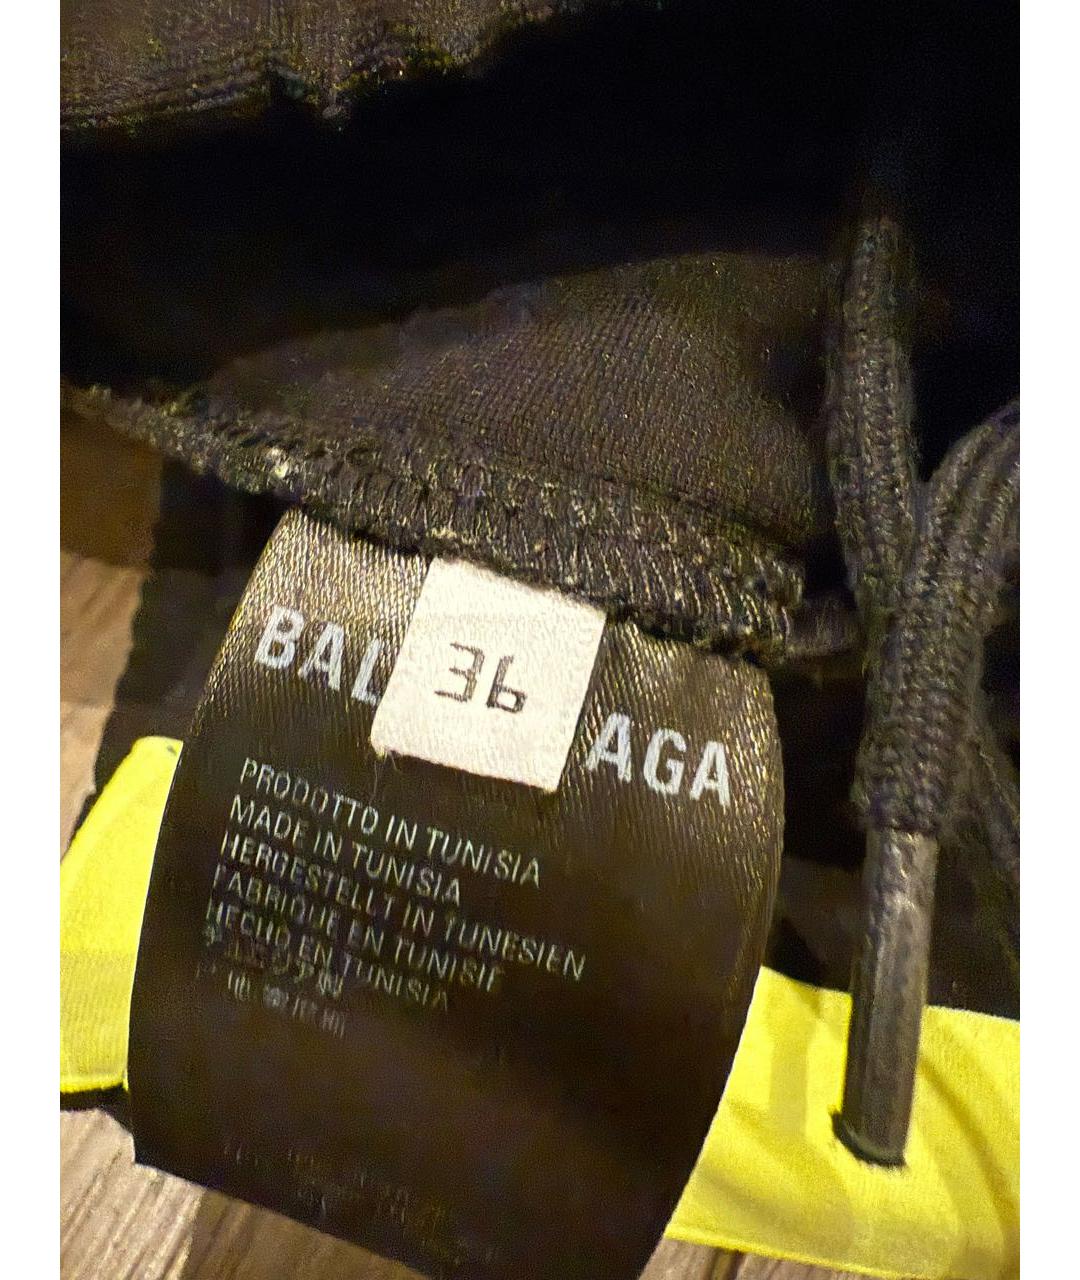 BAL 36 AGA
PRODOTTO IN TUNISIA
MADE IN TUNISIA
HERGESTELLT IN TUNESIEN
FABRIQUE EN TUNISIE
HECHO EN TUNISIA